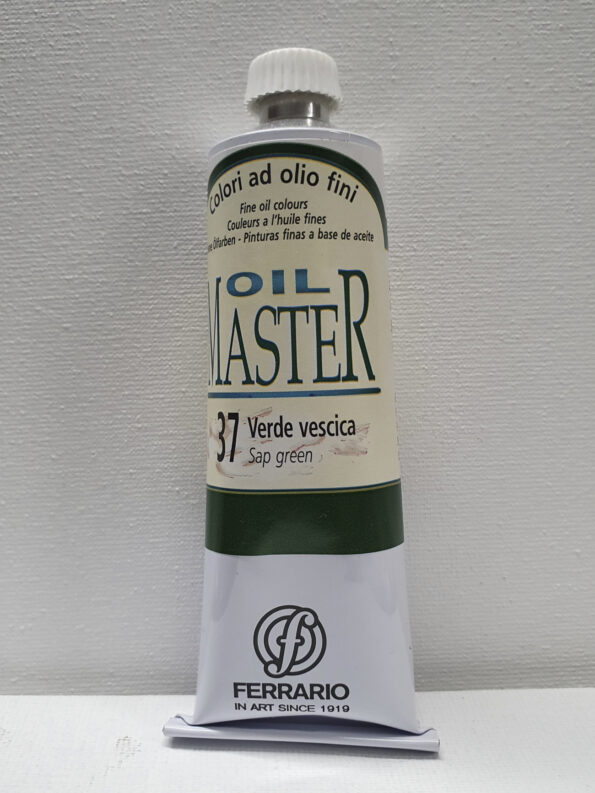 Colori ad olio fini
Fine oil colours
Couleurs a l'huile fines
Ölfarben - Pinturas finas a base de aceite
OIL
MASTER
37 Verde vescica
Sap green
f
FERRARIO
IN ART SINCE 1919